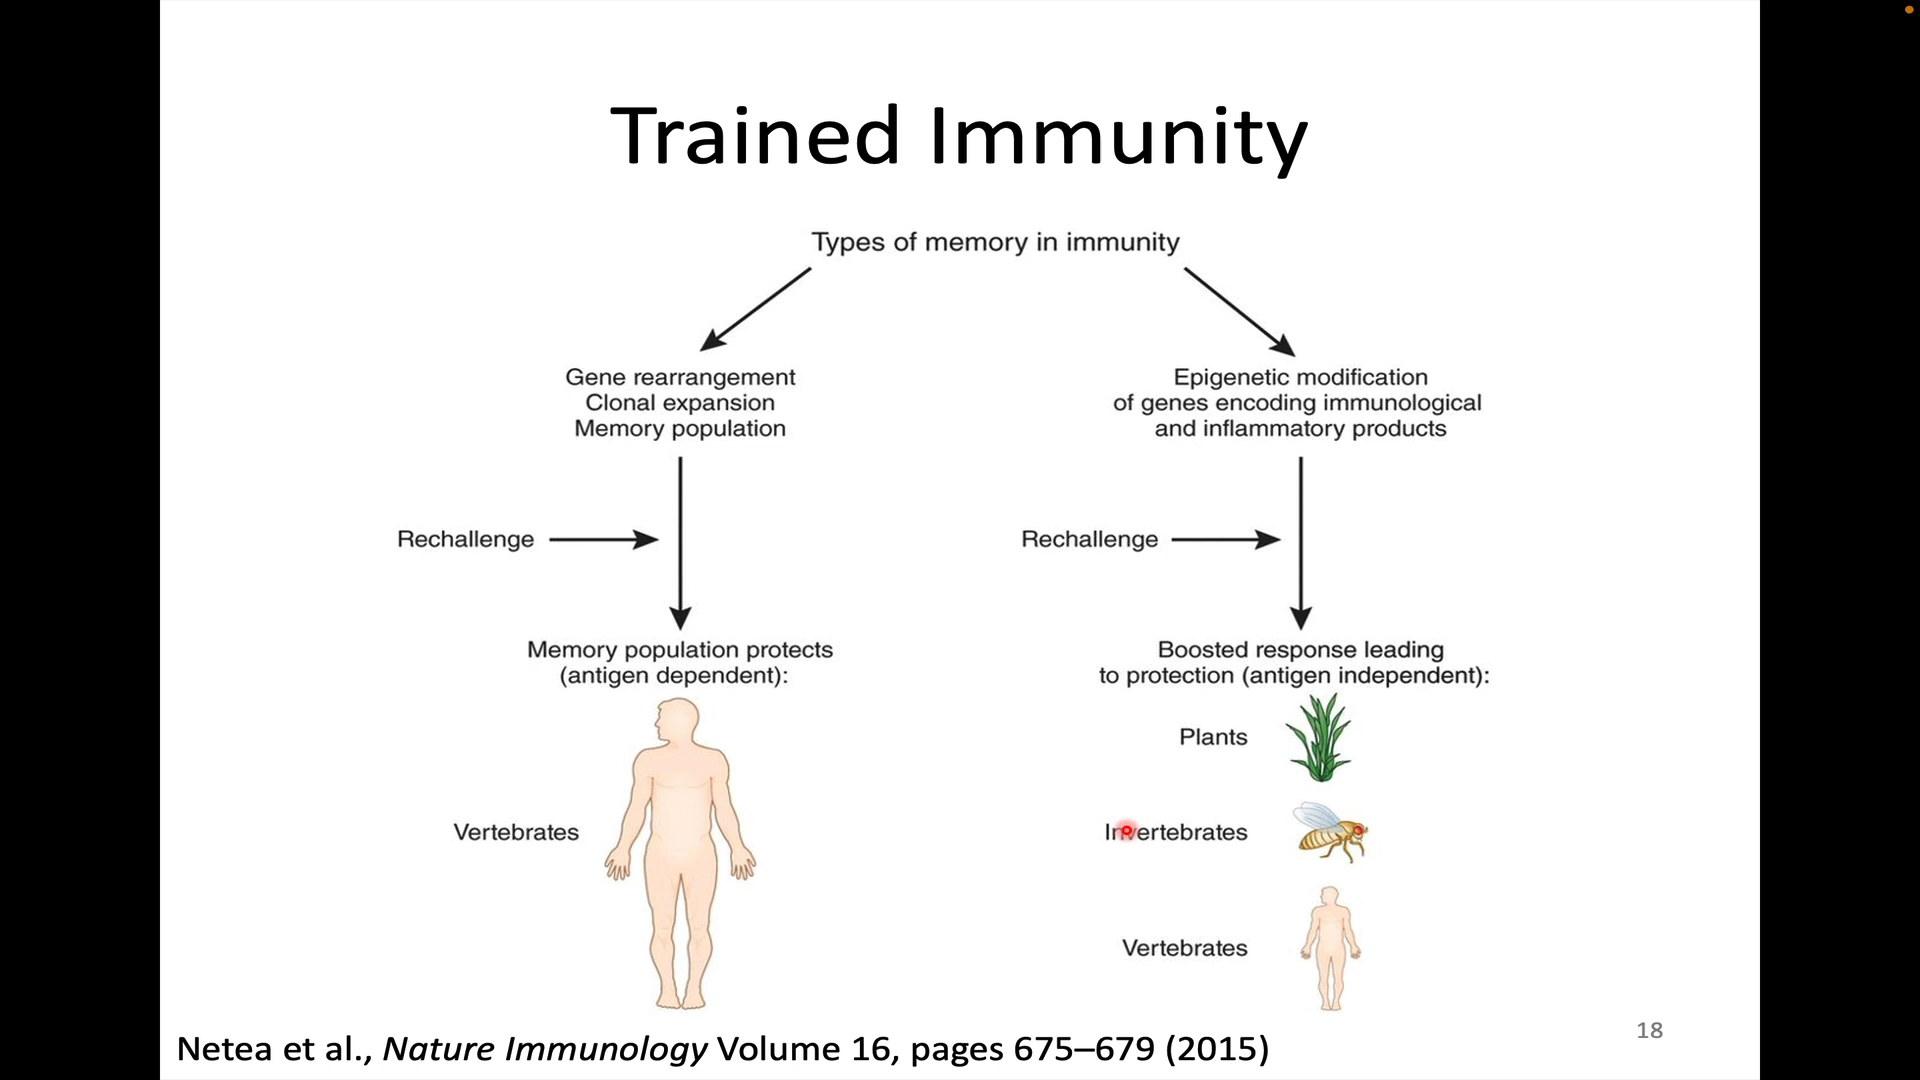 Trained Immunity
Types of memory in immunity
Gene rearrangement
Clonal expansion
Memory population
Rechallenge
Memory population protects
(antigen dependent):
Vertebrates
Epigenetic modification
of genes encoding immunological
and inflammatory products
Rechallenge
Boosted response leading
to protection (antigen independent):
Plants
Invertebrates
Vertebrates
Netea et al., Nature Immunology Volume 16, pages 675–679 (2015)
18